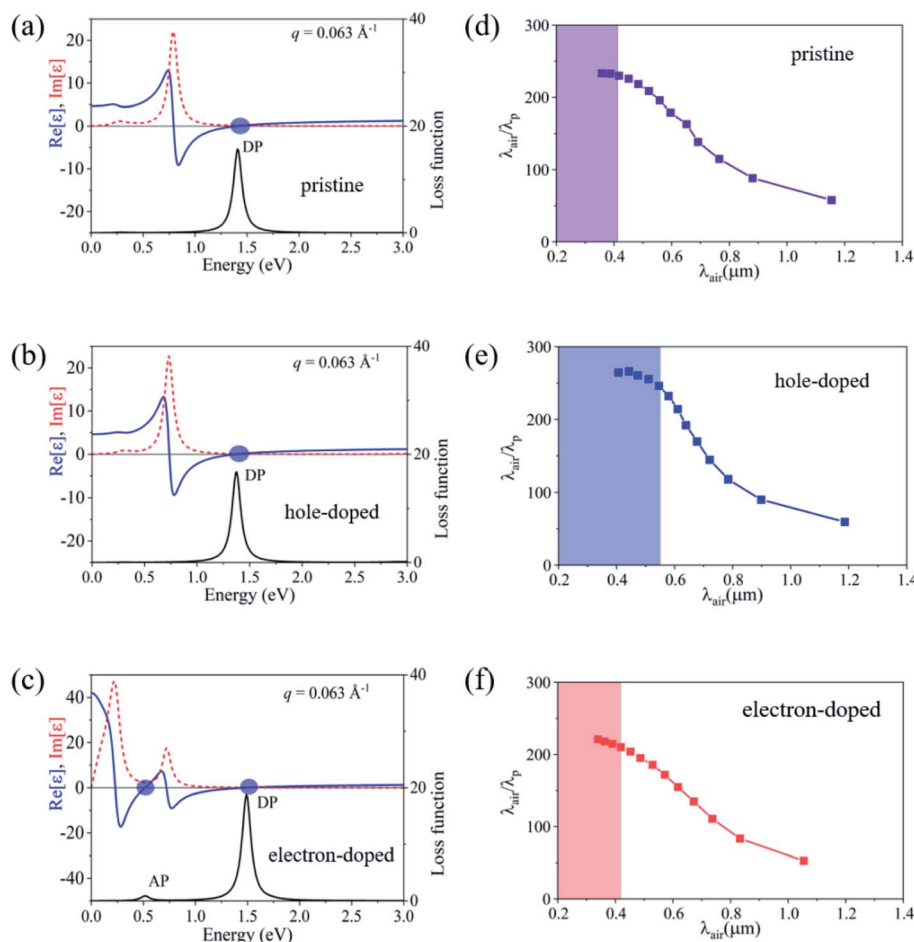 (a)
q = 0.063 Å⁻¹
Re[ε], Im[ε]
Loss function
20
10
0
-10
-20
40
20
0
DP
pristine
0.0 0.5 1.0 1.5 2.0 2.5 3.0
Energy (eV)
(d)
pristine
λair/λp
300
200
100
0
0.2 0.4 0.6 0.8 1.0 1.2 1.4
λair(μm)
(b)
q = 0.063 Å⁻¹
Re[ε], Im[ε]
Loss function
20
10
0
-10
-20
40
20
0
DP
hole-doped
0.0 0.5 1.0 1.5 2.0 2.5 3.0
Energy (eV)
(e)
hole-doped
λair/λp
300
200
100
0
0.2 0.4 0.6 0.8 1.0 1.2 1.4
λair(μm)
(c)
q = 0.063 Å⁻¹
Re[ε], Im[ε]
Loss function
40
20
0
-20
-40
40
20
0
DP
AP
electron-doped
0.0 0.5 1.0 1.5 2.0 2.5 3.0
Energy (eV)
(f)
electron-doped
λair/λp
300
200
100
0
0.2 0.4 0.6 0.8 1.0 1.2 1.4
λair(μm)